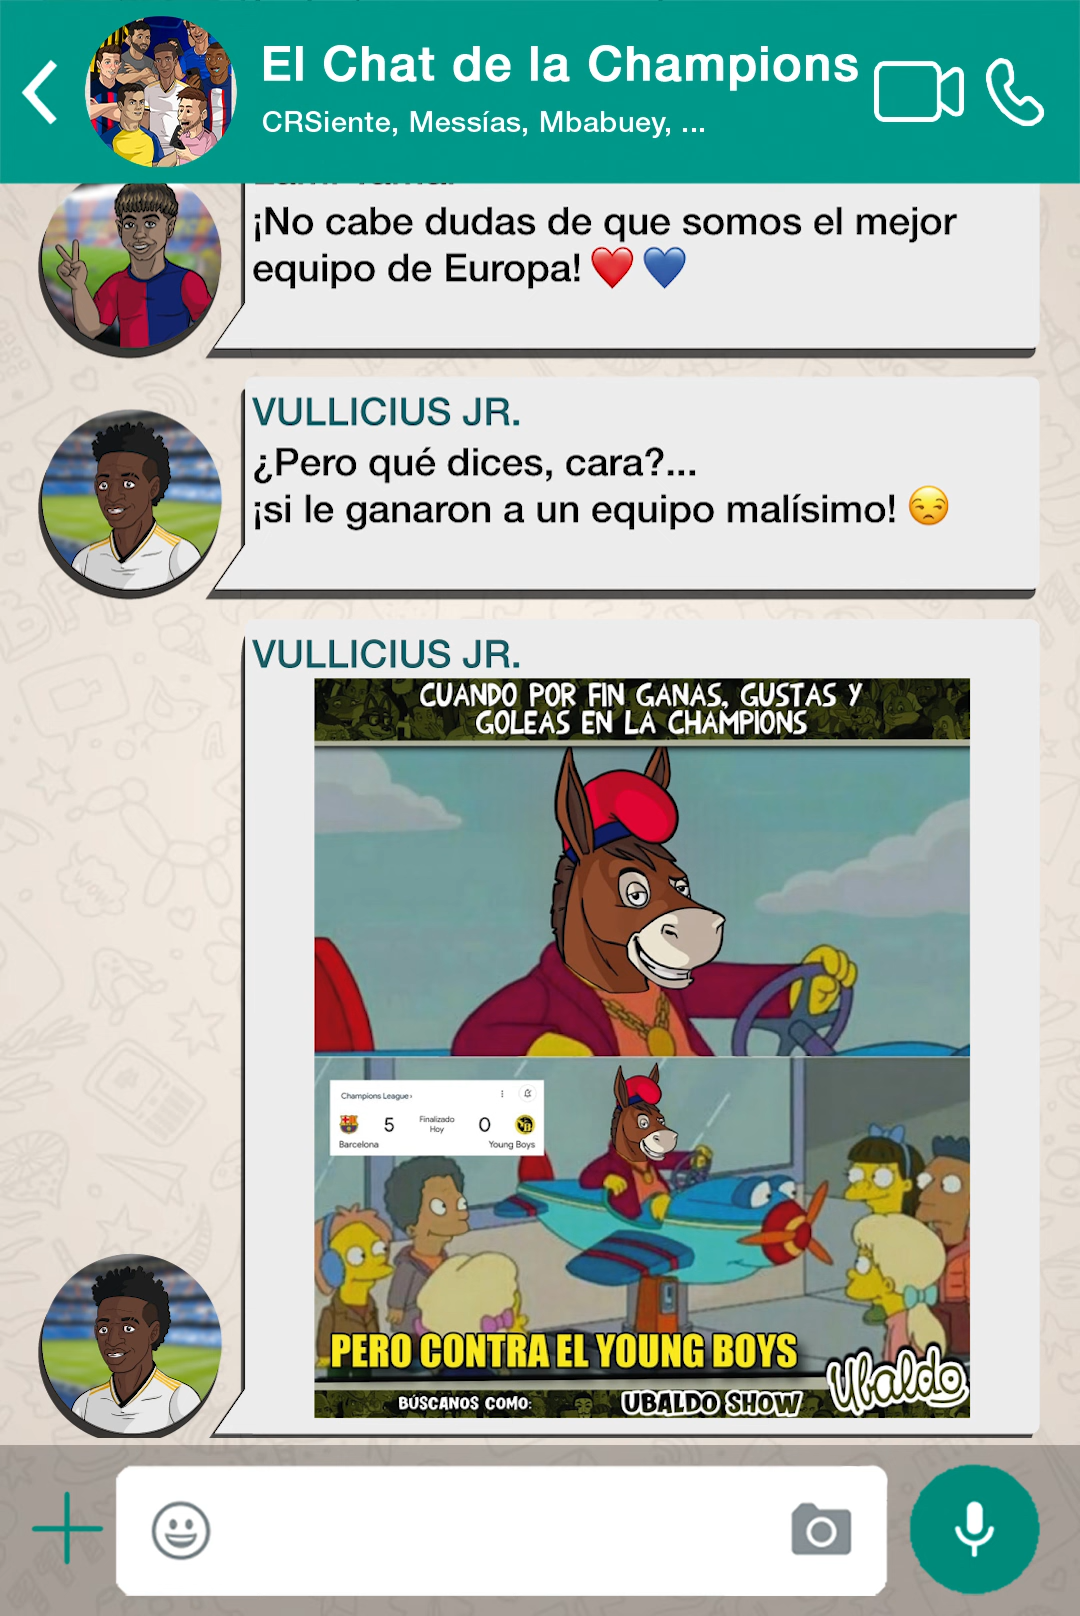 El Chat de la Champions
CRSiente, Messías, Mbabuey, ...
¡No cabe dudas de que somos el mejor
equipo de Europa! ❤️ 💙
VULLICIUS JR.
¿Pero qué dices, cara?...
¡si le ganaron a un equipo malísimo! 😒
VULLICIUS JR.
CUANDO POR FIN GANAS, GUSTAS Y
GOLEAS EN LA CHAMPIONS
Champions League ›
5 Finalizado 0
Hoy
Barcelona Young Boys
PERO CONTRA EL YOUNG BOYS
Ubaldo
BÚSCANOS COMO: UBALDO SHOW